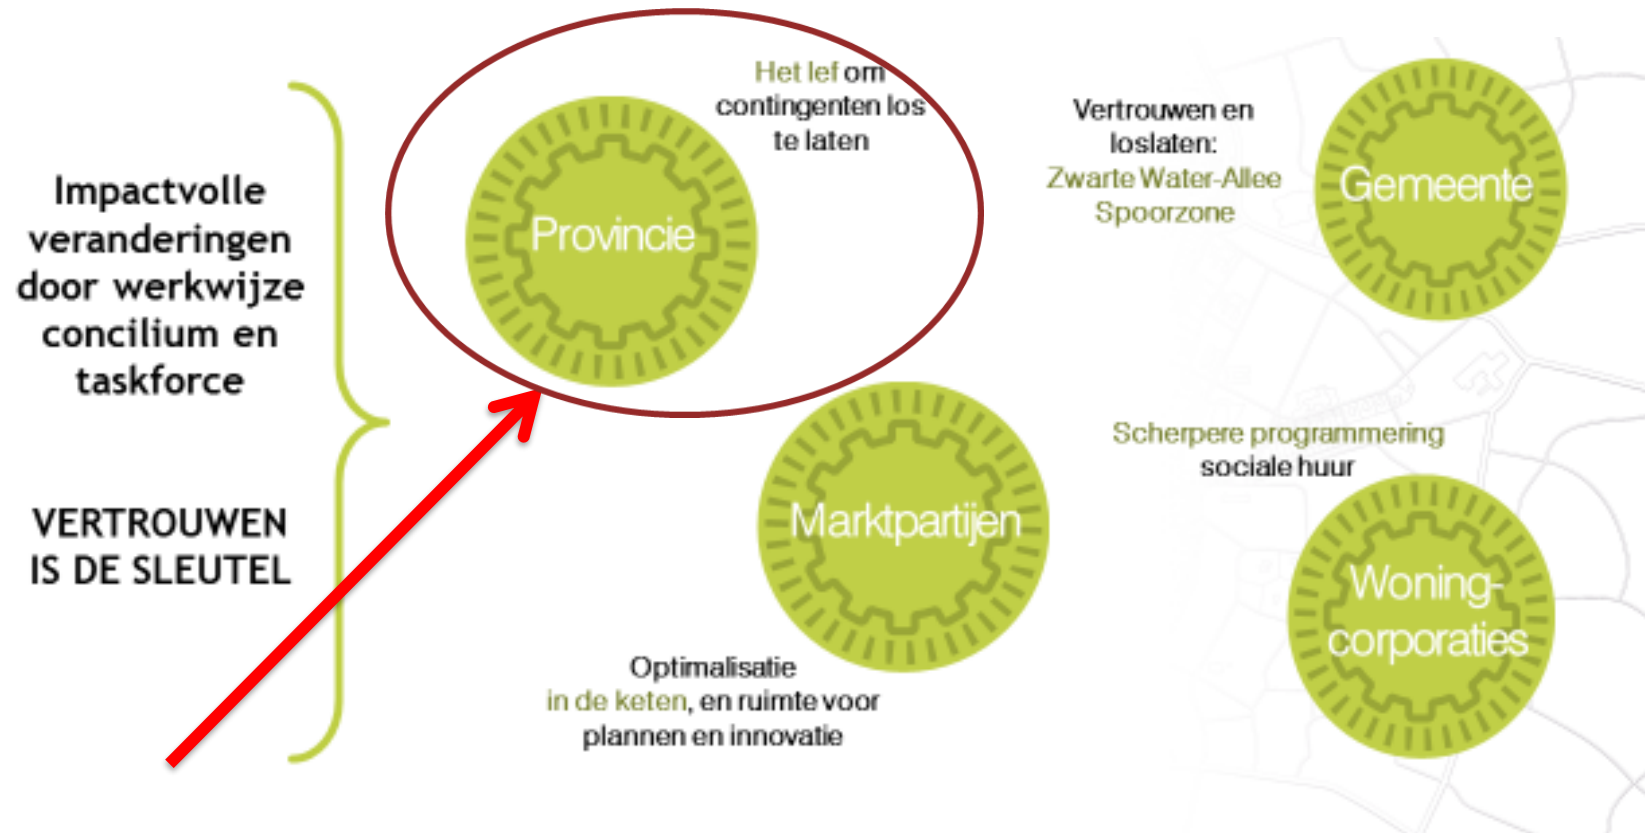 Impactvolle
veranderingen
door werkwijze
concilium en
taskforce
VERTROUWEN
IS DE SLEUTEL
Het lef om
contingenten los
te laten
Provincie
Vertrouwen en
loslaten:
Zwarte Water-Allee
Spoorzone
Gemeente
Marktpartijen
Optimalisatie
in de keten, en ruimte voor
plannen en innovatie
Scherpere programmering
sociale huur
Woning-
corporaties